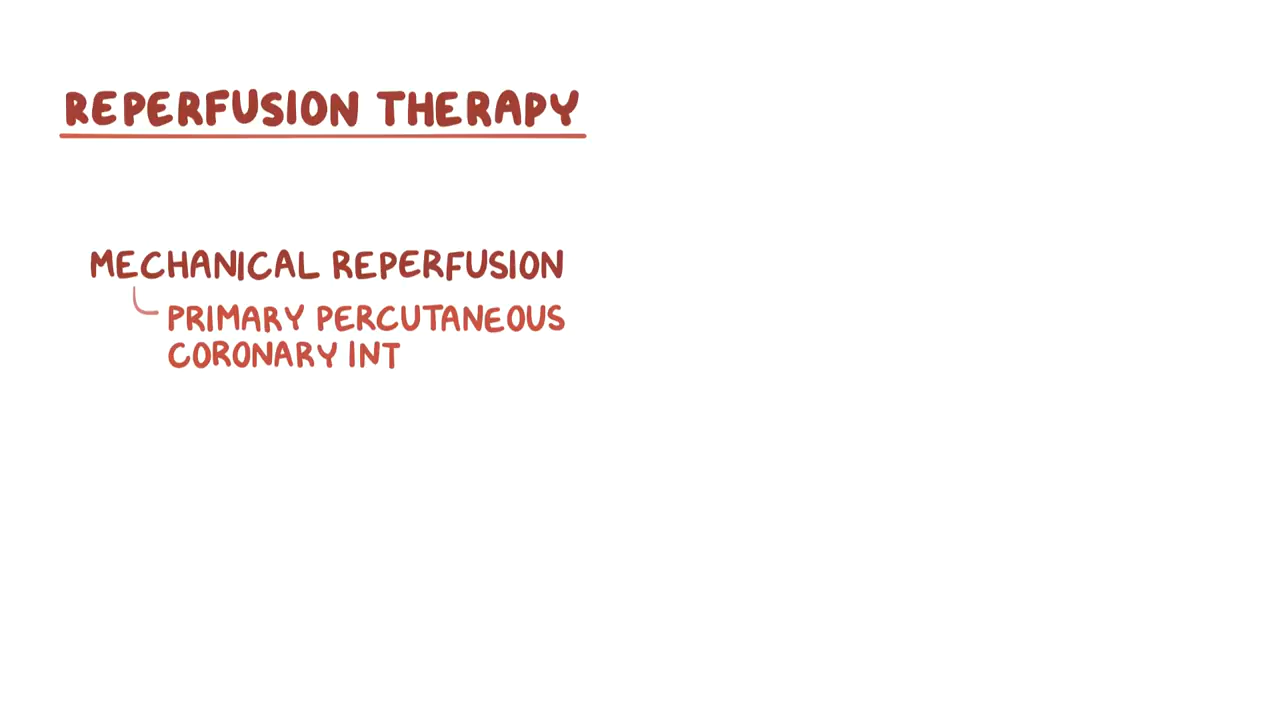 REPERFUSION THERAPY
MECHANICAL REPERFUSION
PRIMARY PERCUTANEOUS
CORONARY INT